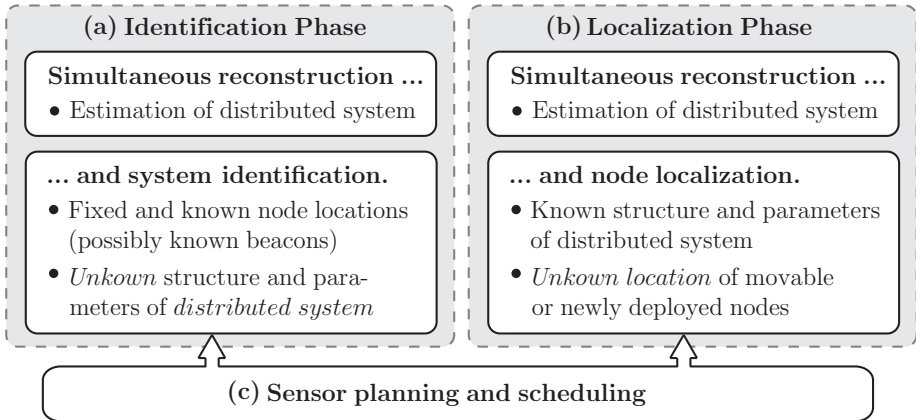 (a) Identification Phase
Simultaneous reconstruction ...
• Estimation of distributed system
... and system identification.
• Fixed and known node locations
(possibly known beacons)
• Unkown structure and para-
meters of distributed system
(b) Localization Phase
Simultaneous reconstruction ...
• Estimation of distributed system
... and node localization.
• Known structure and parameters
of distributed system
• Unkown location of movable
or newly deployed nodes
(c) Sensor planning and scheduling